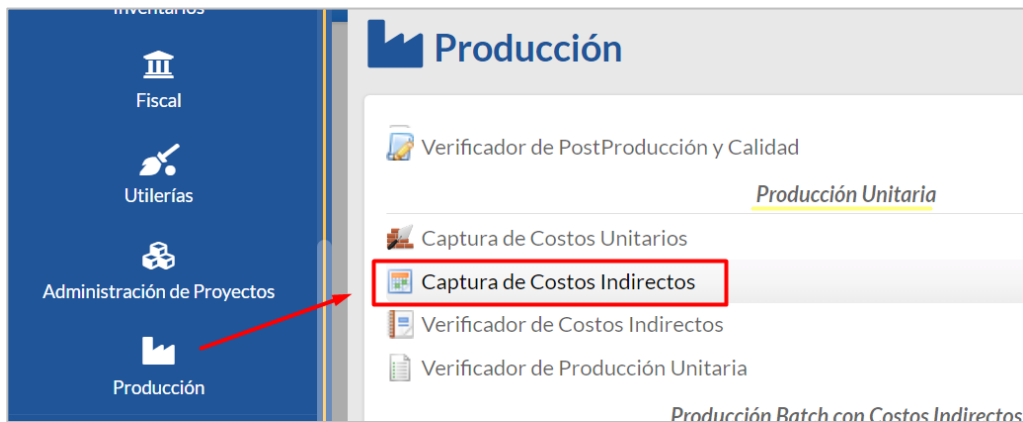 Inventarios
Fiscal
Utilerías
Administración de Proyectos
Producción
Producción
Verificador de PostProducción y Calidad
Producción Unitaria
Captura de Costos Unitarios
Captura de Costos Indirectos
Verificador de Costos Indirectos
Verificador de Producción Unitaria
Producción Batch con Costos Indirectos